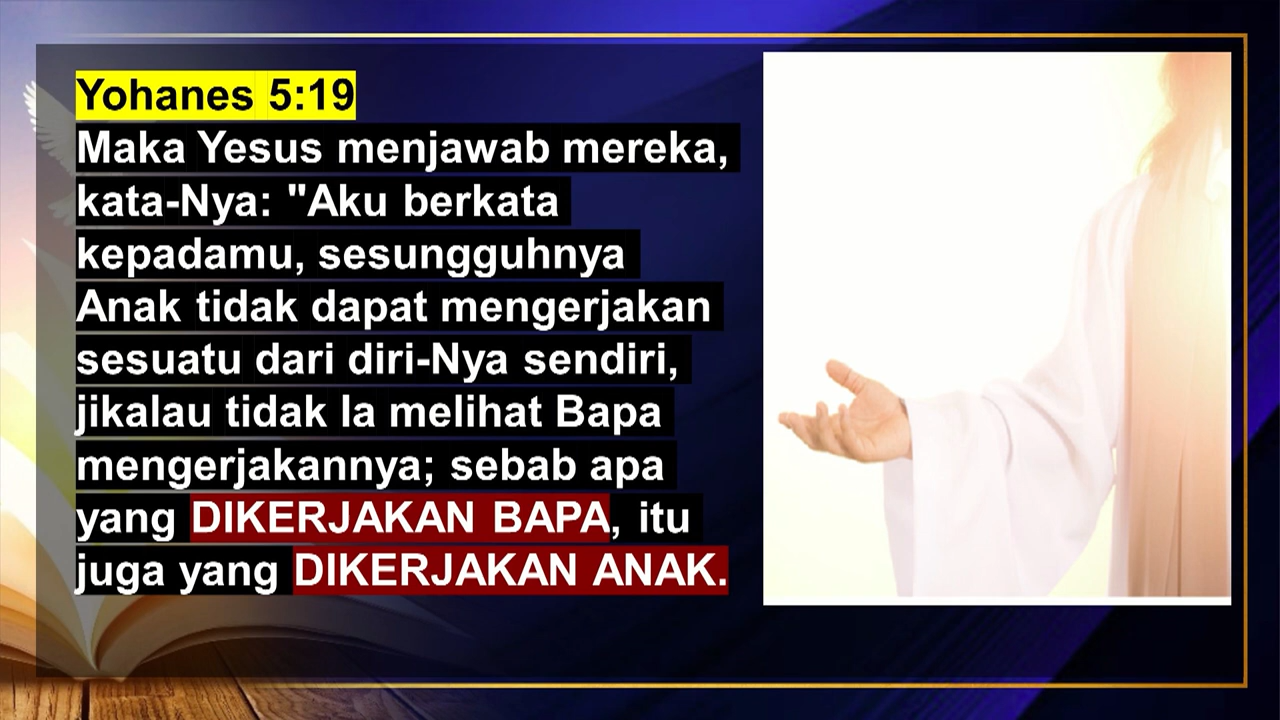 Yohanes 5:19
Maka Yesus menjawab mereka,
kata-Nya: "Aku berkata
kepadamu, sesungguhnya
Anak tidak dapat mengerjakan
sesuatu dari diri-Nya sendiri,
jikalau tidak Ia melihat Bapa
mengerjakannya; sebab apa
yang DIKERJAKAN BAPA, itu
juga yang DIKERJAKAN ANAK.